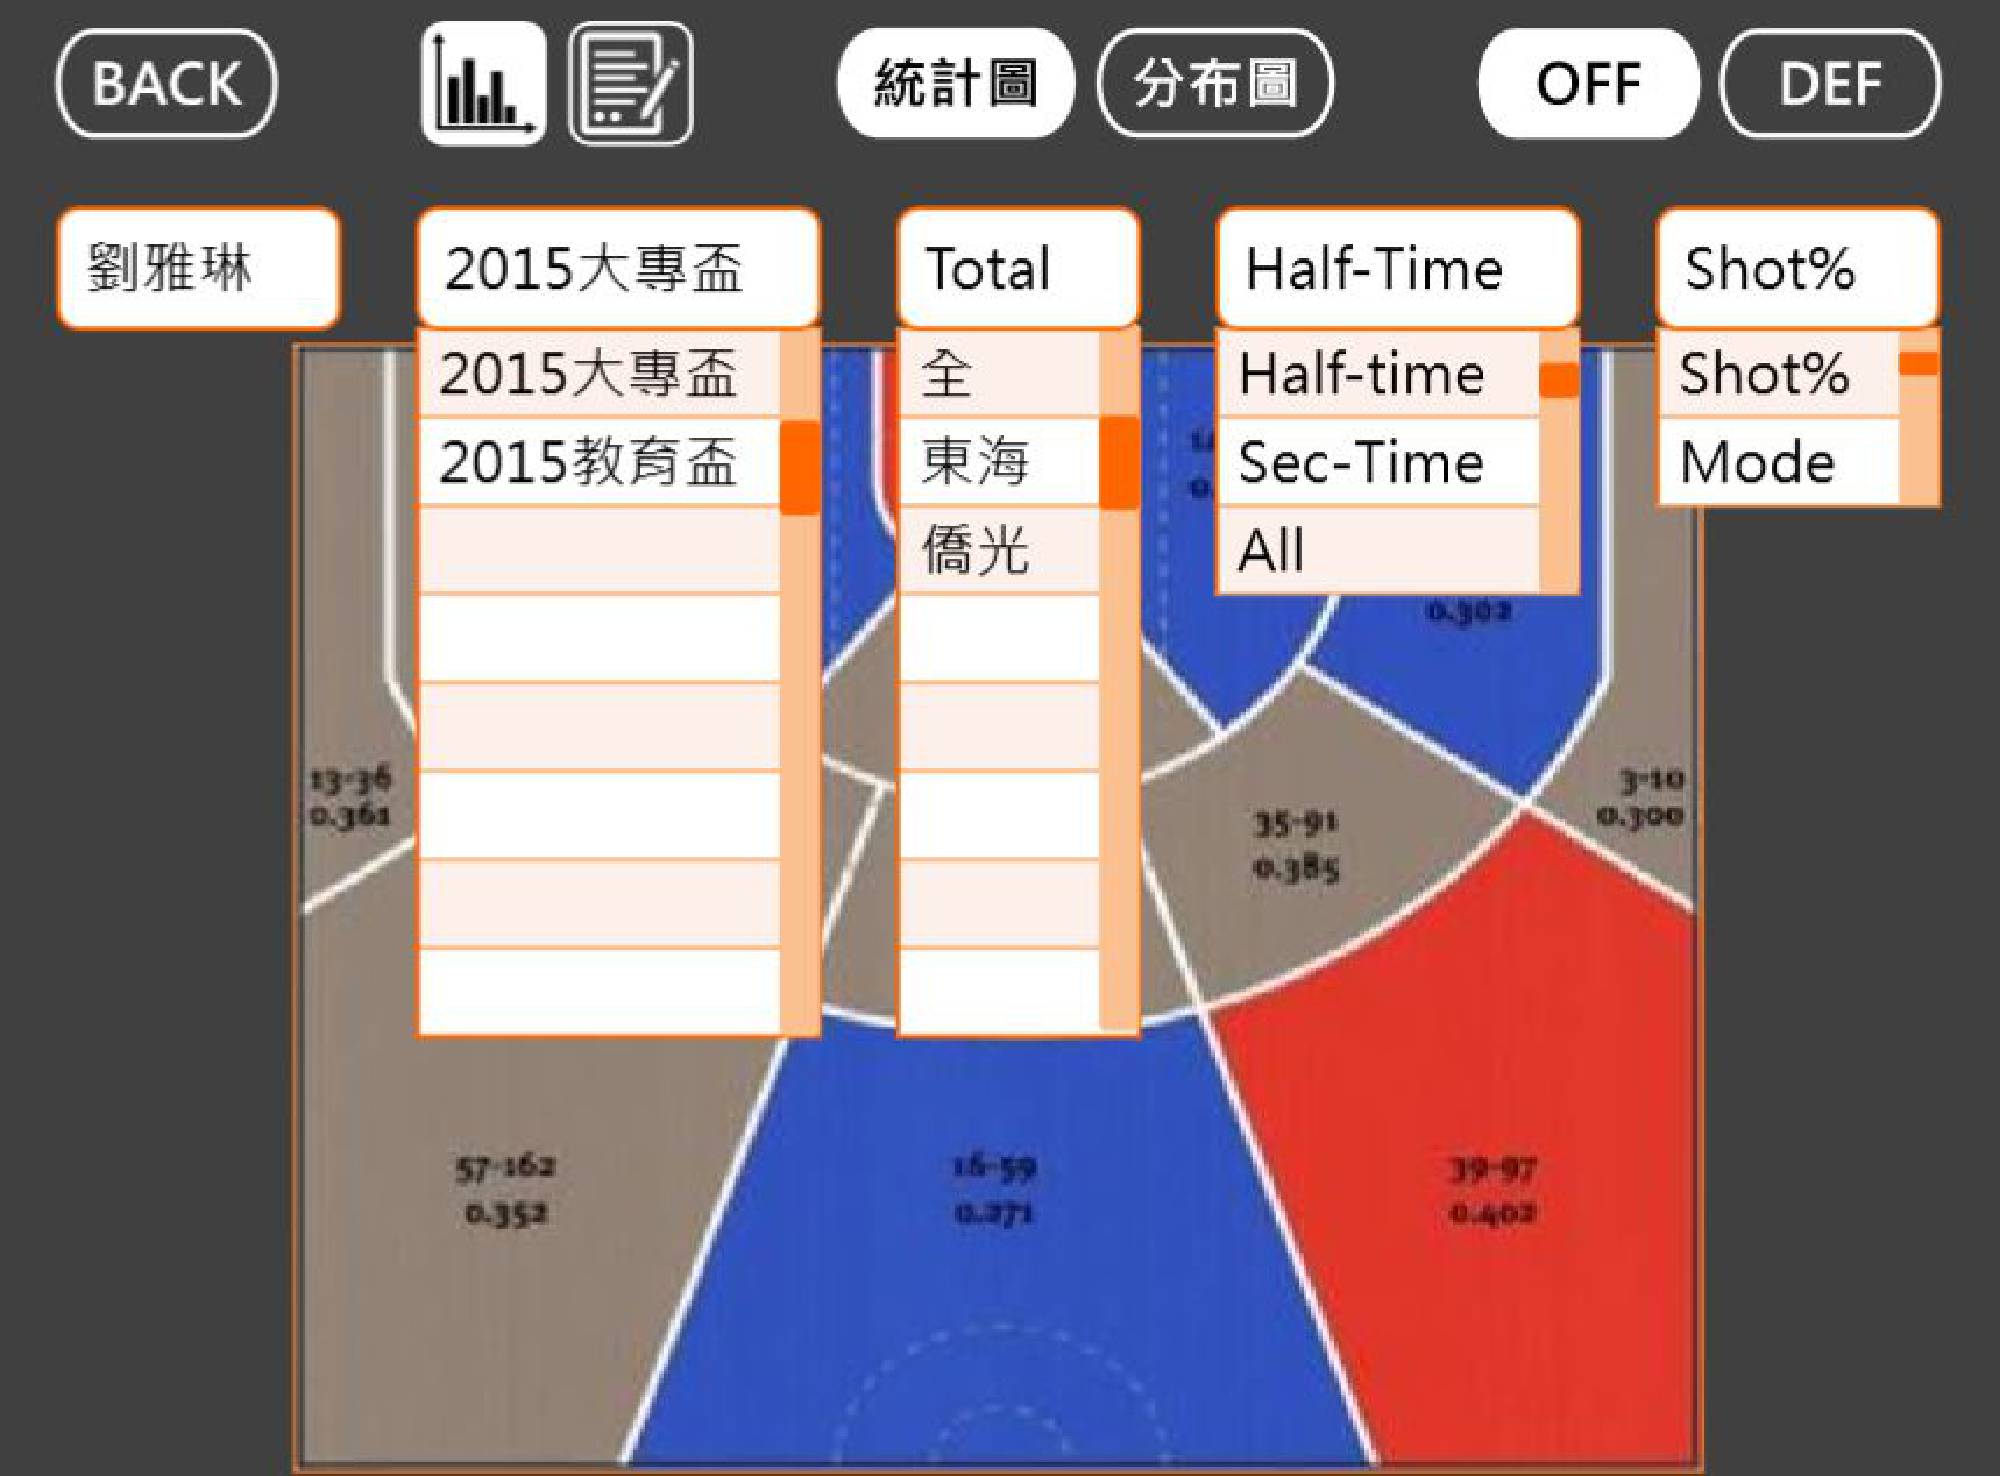 BACK
統計圖
分布圖
OFF
DEF
劉雅琳
2015大專盃
Total
Half-Time
Shot%
2015大專盃
2015教育盃
全
東海
僑光
Half-time
Sec-Time
All
Shot%
Mode
0.302
13-36
0.361
35-91
0.385
3-10
0.300
57-162
0.352
16-59
0.271
39-97
0.402